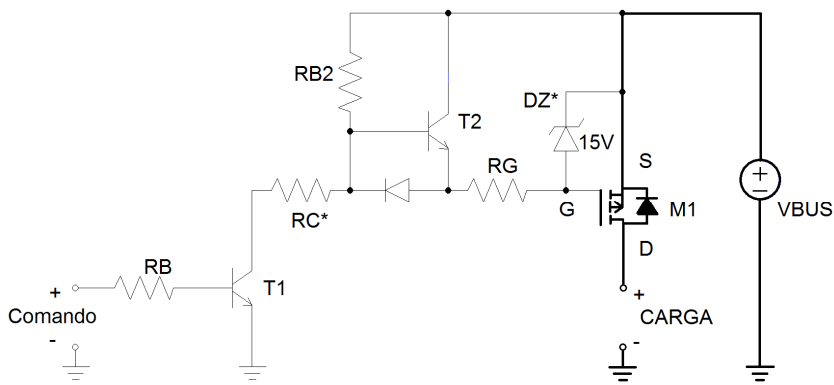 RB2
T2
DZ*
15V
S
RG
RC*
G
M1
VBUS
D
RB
T1
+
Comando
-
+
CARGA
-
+
-